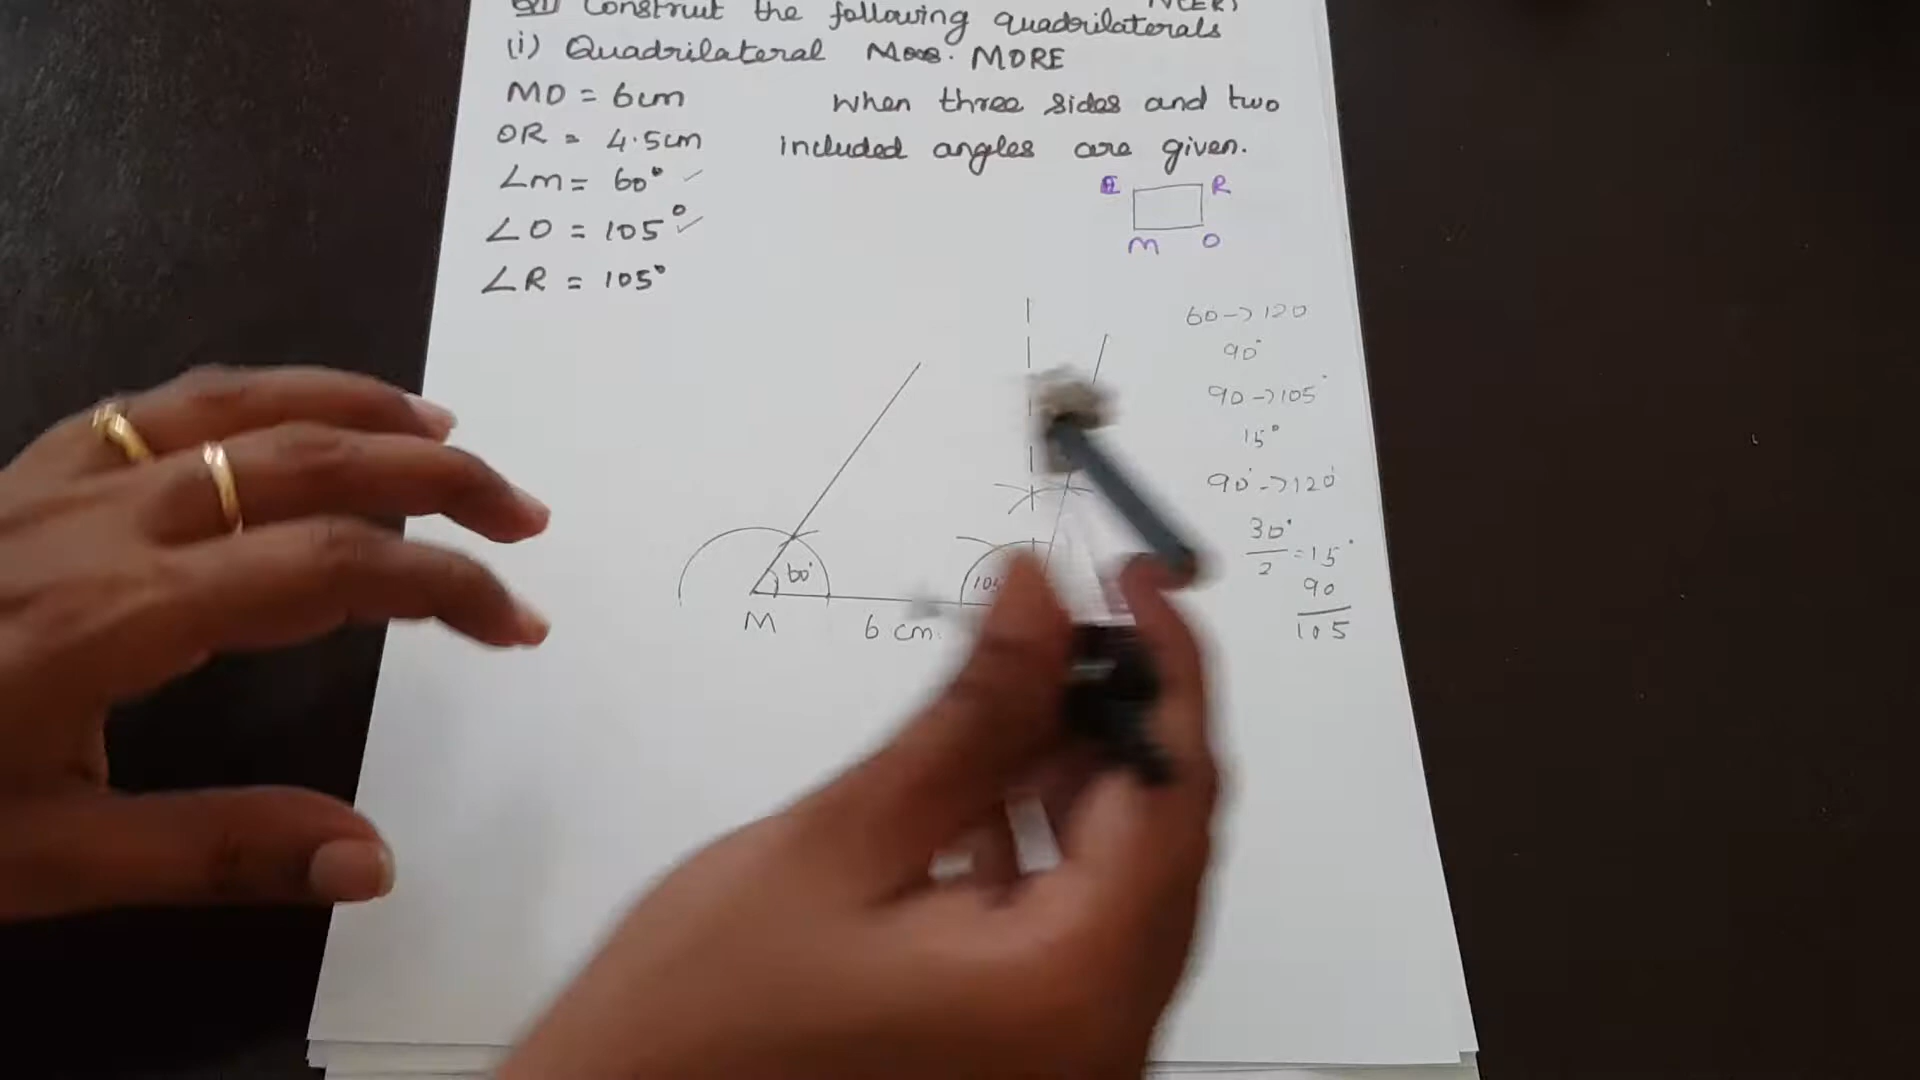 Construct the following quadrilaterals
(i) Quadrilateral MORE
MO = 6cm
OR = 4.5cm
∠M = 60° ✓
∠O = 105° ✓
∠R = 105°
When three sides and two
included angles are given.
E R
M O
60->120
90°
90->105°
15°
90°->120°
30°/2 = 15°
90
105
60°
105
M
6 cm.